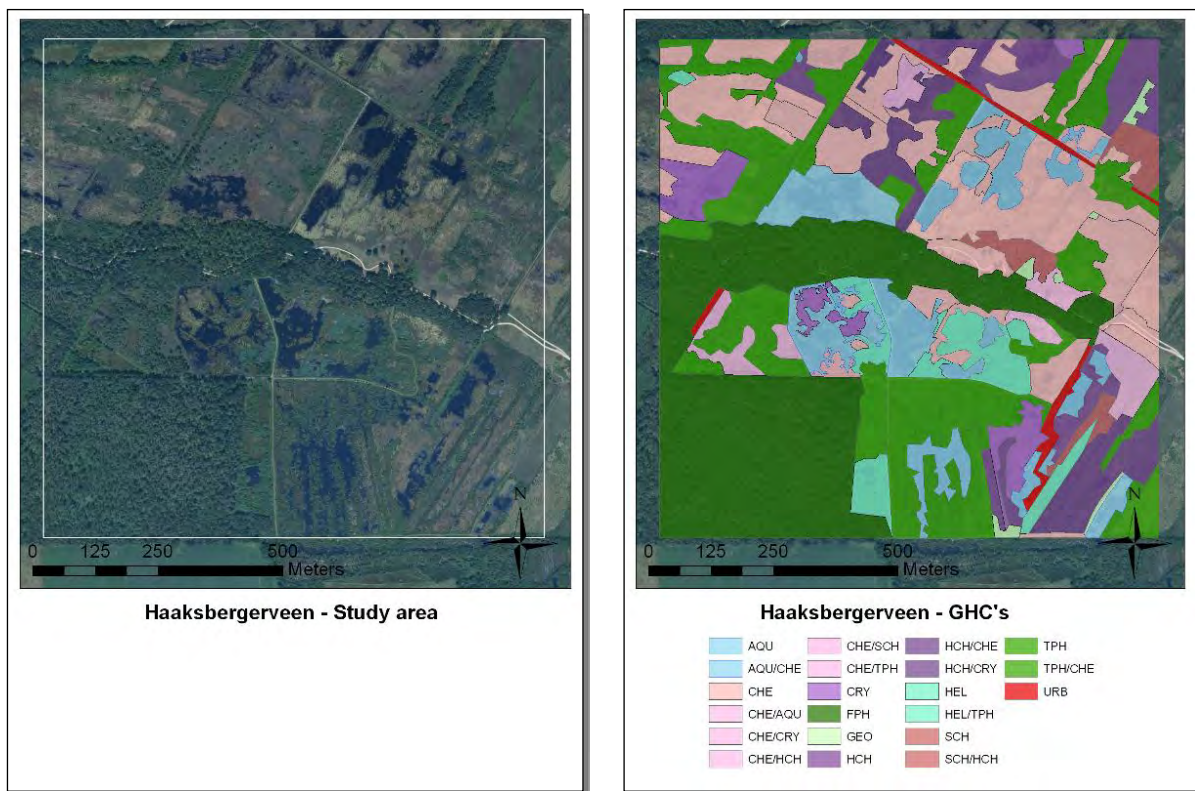 N
0 125 250 500
Meters
Haaksbergerveen - Study area
N
0 125 250 500
Meters
Haaksbergerveen - GHC's
AQU CHE/SCH HCH/CHE TPH
AQU/CHE CHE/TPH HCH/CRY TPH/CHE
CHE CRY HEL URB
CHE/AQU FPH HEL/TPH
CHE/CRY GEO SCH
CHE/HCH HCH SCH/HCH